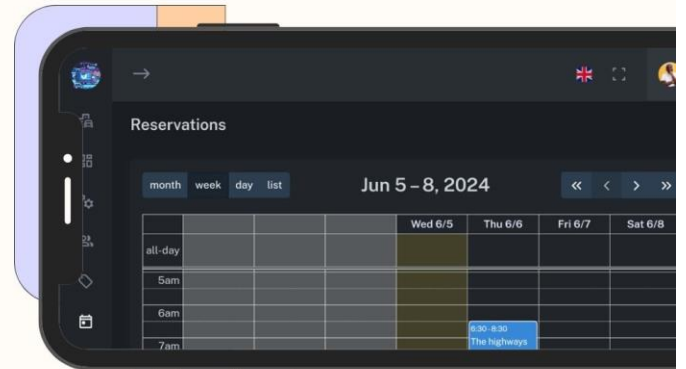 Reservations
month week day list Jun 5 – 8, 2024
Wed 6/5 Thu 6/6 Fri 6/7 Sat 6/8
all-day
5am
6am
6:30 - 8:30
7am The highways